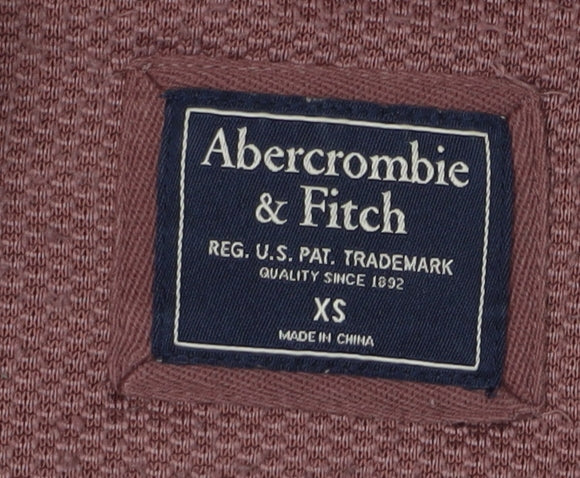 Abercrombie
& Fitch
REG. U.S. PAT. TRADEMARK
QUALITY SINCE 1892
XS
MADE IN CHINA